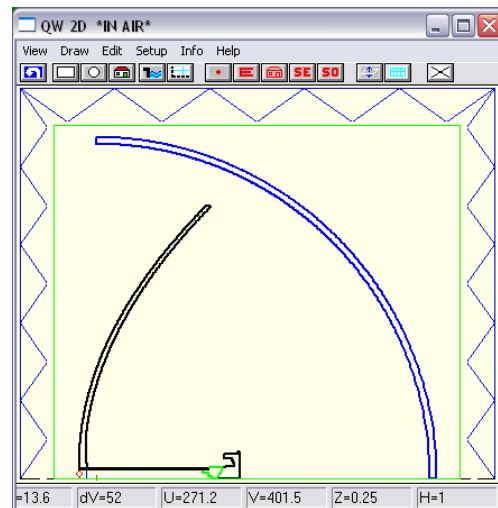 QW 2D *IN AIR*
View Draw Edit Setup Info Help
E SE SO
=13.6 dV=52 U=271.2 V=401.5 Z=0.25 H=1